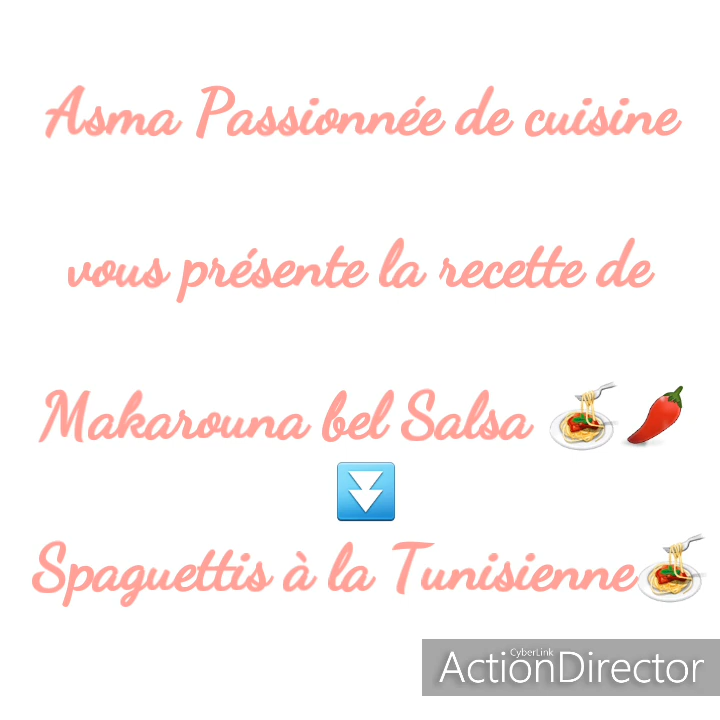 Asma Passionnée de cuisine
vous présente la recette de
Makarouna bel Salsa 🍝🌶️
⏬
Spaguettis à la Tunisienne🍝
CyberLink
ActionDirector